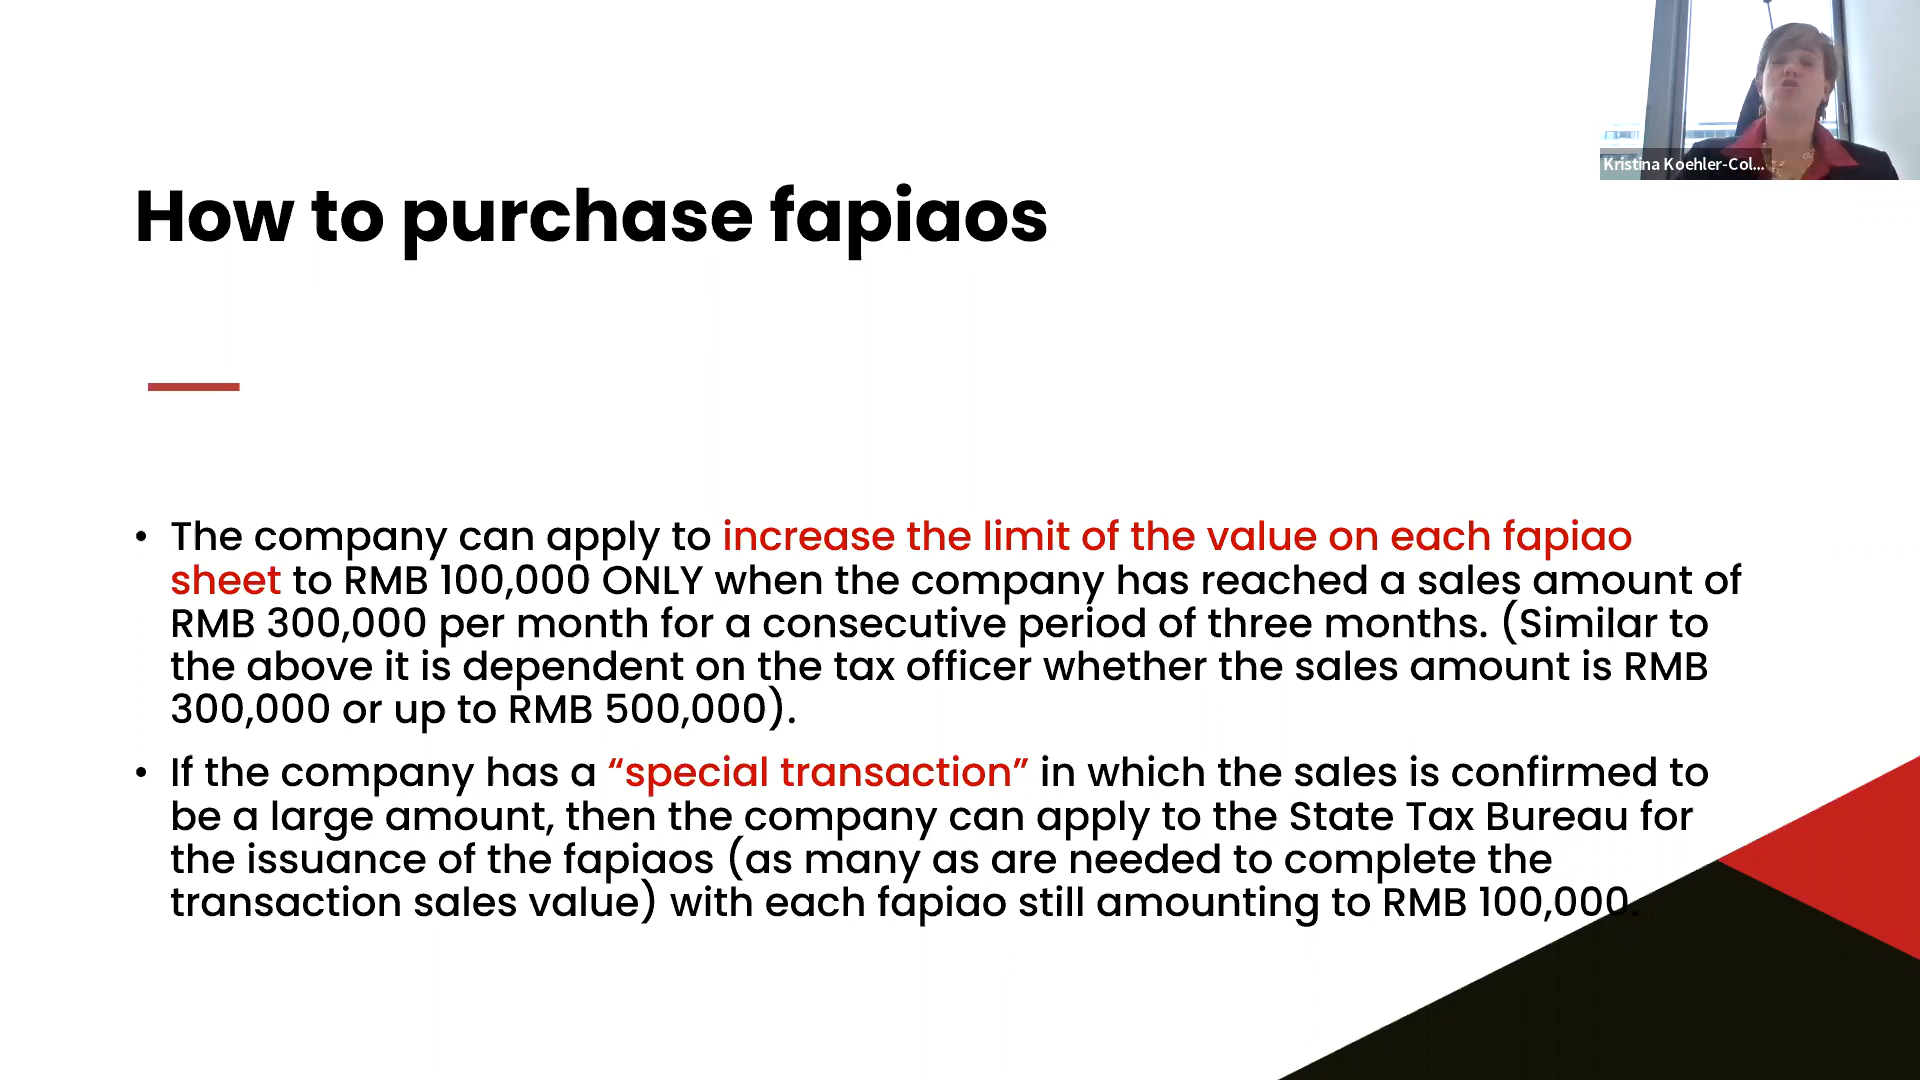 Kristina Koehler-Col...
How to purchase fapiaos
• The company can apply to increase the limit of the value on each fapiao
sheet to RMB 100,000 ONLY when the company has reached a sales amount of
RMB 300,000 per month for a consecutive period of three months. (Similar to
the above it is dependent on the tax officer whether the sales amount is RMB
300,000 or up to RMB 500,000).
• If the company has a “special transaction” in which the sales is confirmed to
be a large amount, then the company can apply to the State Tax Bureau for
the issuance of the fapiaos (as many as are needed to complete the
transaction sales value) with each fapiao still amounting to RMB 100,000.